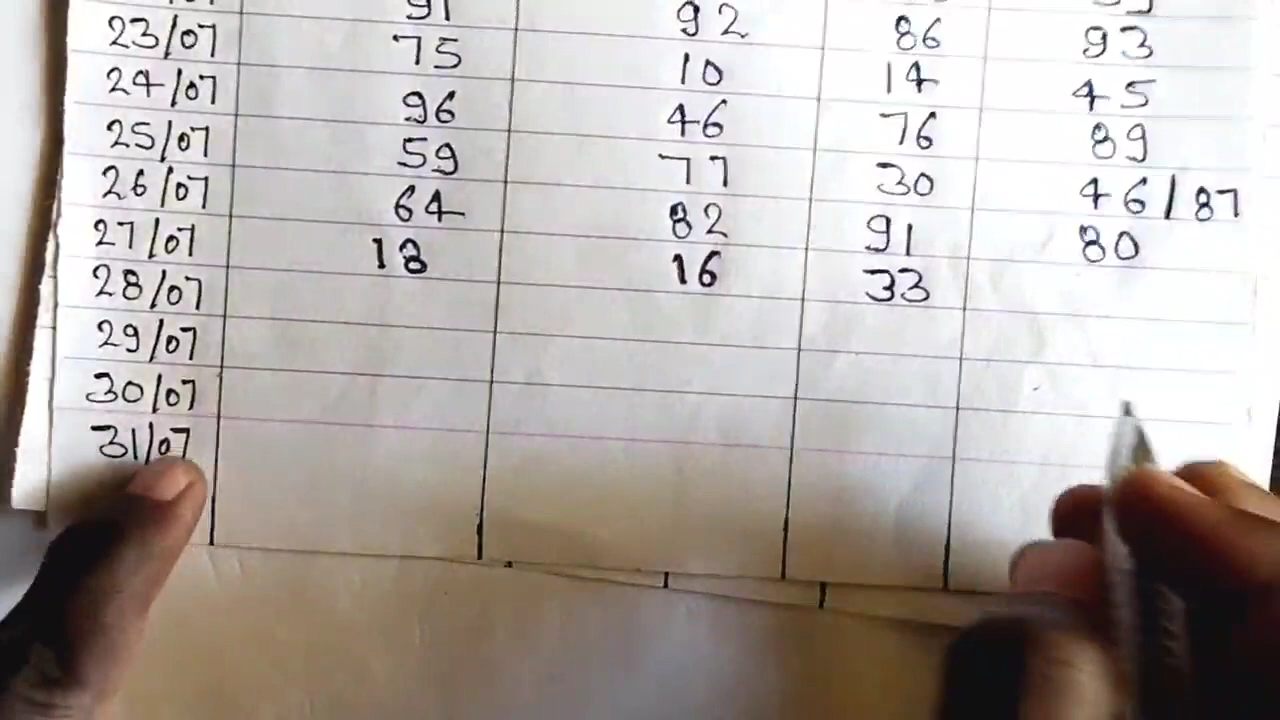 91 92 86 93
23/07 75 10 14 45
24/07 96 46 76 89
25/07 59 77 30 46/87
26/07 64 82 91 80
27/07 18 16 33
28/07
29/07
30/07
31/07